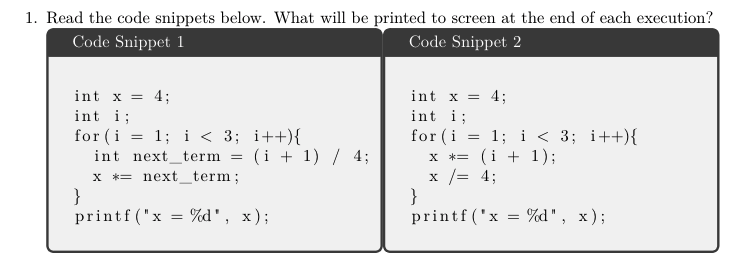 1. Read the code snippets below. What will be printed to screen at the end of each execution?
Code Snippet 1
int x = 4;
int i;
for(i = 1; i < 3; i++){
int next_term = (i + 1) / 4;
x *= next_term;
}
printf("x = %d", x);
Code Snippet 2
int x = 4;
int i;
for(i = 1; i < 3; i++){
x *= (i + 1);
x /= 4;
}
printf("x = %d", x);